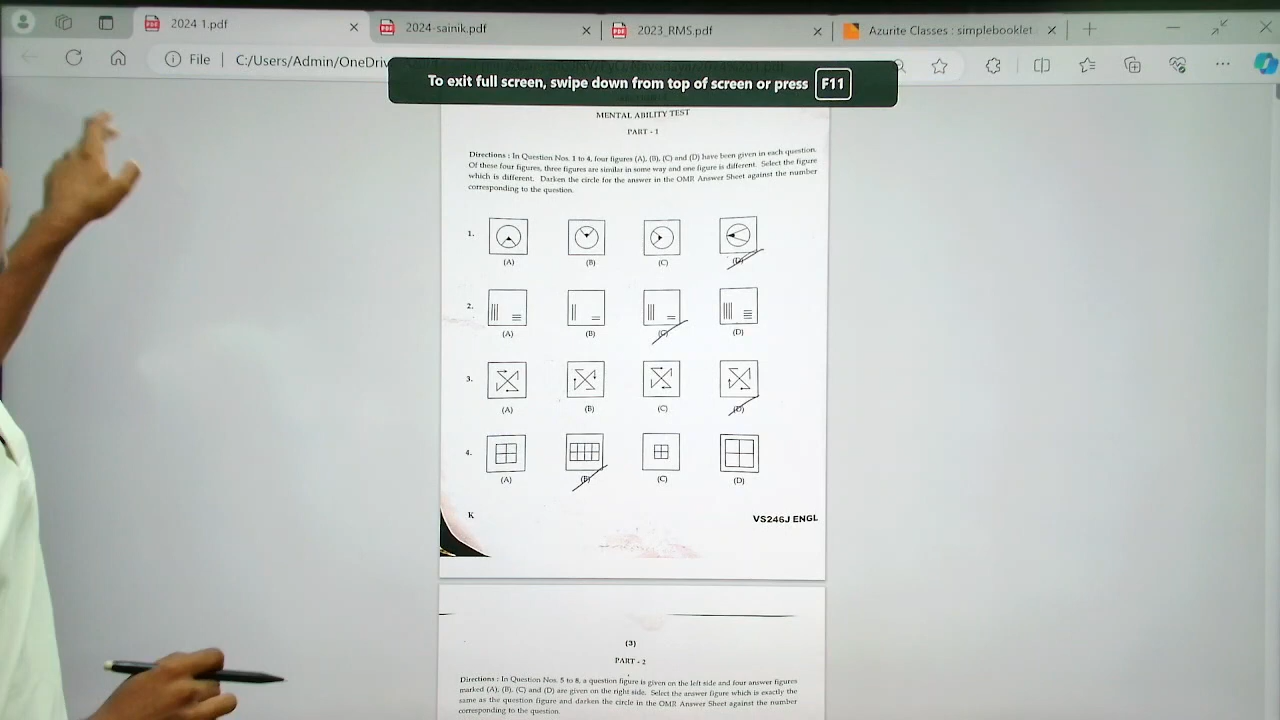 2024 1.pdf
2024-sainik.pdf
2023_RMS.pdf
Azurite Classes : simplebooklet
File
C:/Users/Admin/OneDriv
To exit full screen, swipe down from top of screen or press F11
MENTAL ABILITY TEST
PART - 1
Directions : In Question Nos. 1 to 4, four figures (A), (B), (C) and (D) have been given in each question.
Of these four figures, three figures are similar in some way and one figure is different. Select the figure
which is different. Darken the circle for the answer in the OMR Answer Sheet against the number
corresponding to the question.
1.
(A) (B) (C) (D)
2.
(A) (B) (C) (D)
3.
(A) (B) (C) (D)
4.
(A) (B) (C) (D)
K
VS246J ENGL
(3)
PART - 2
Directions : In Question Nos. 5 to 8, a question figure is given on the left side and four answer figures
marked (A), (B), (C) and (D) are given on the right side. Select the answer figure which is exactly the
same as the question figure and darken the circle in the OMR Answer Sheet against the number
corresponding to the question.